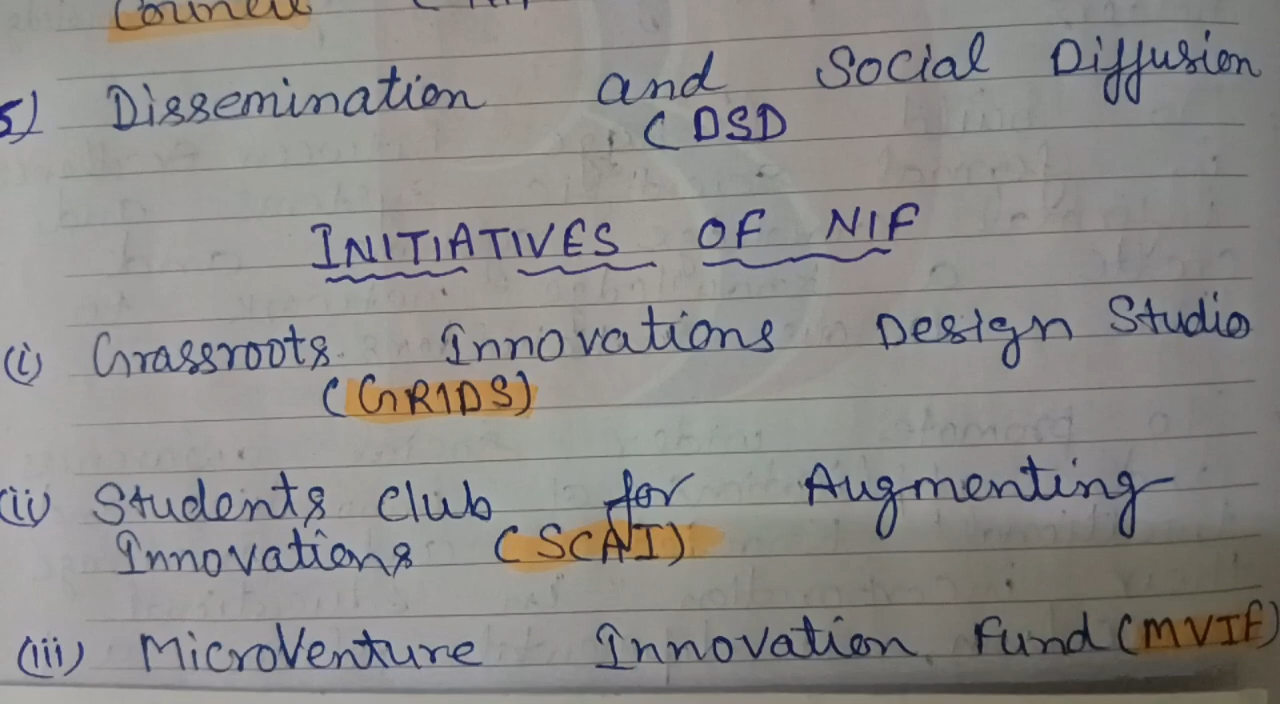 Council
5) Dissemination and Social Diffusion
(DSD
INITIATIVES OF NIF
(i) Grassroots Innovations Design Studio
(GRIDS)
(ii) Students Club for Augmenting
Innovations (SCAI)
(iii) MicroVenture Innovation Fund (MVIF)